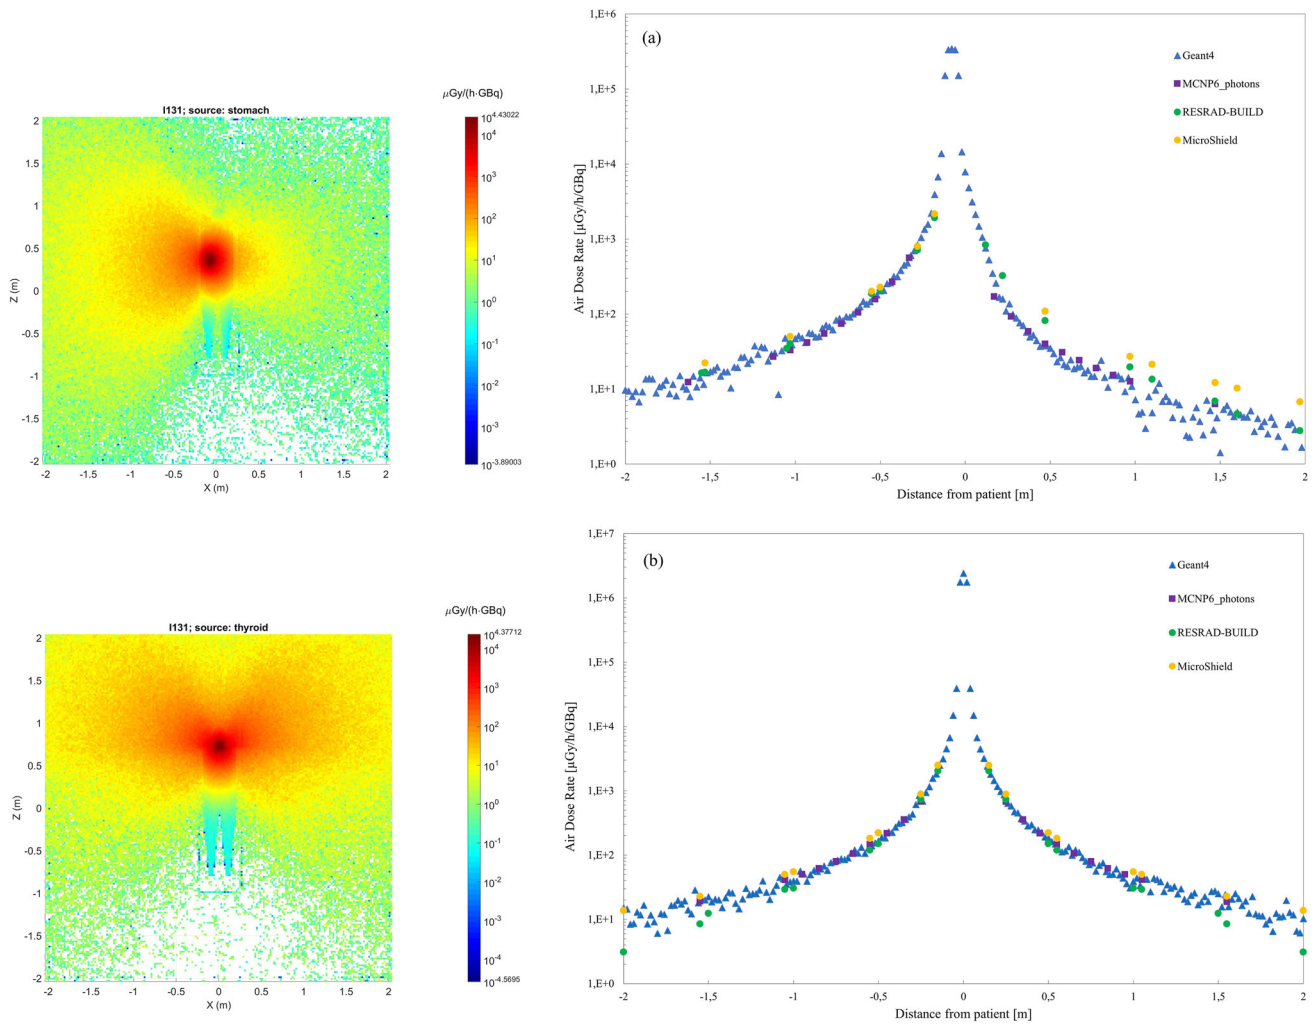 I131; source: stomach
μGy/(h·GBq)
10^4.43022
10^4
10^3
10^2
10^1
10^0
10^-1
10^-2
10^-3
10^-3.89003
2
1.5
1
0.5
0
-0.5
-1
-1.5
-2
Z (m)
-2 -1.5 -1 -0.5 0 0.5 1 1.5 2
X (m)
(a)
1,E+6
1,E+5
1,E+4
1,E+3
1,E+2
1,E+1
1,E+0
Air Dose Rate [μGy/h/GBq]
Geant4
MCNP6_photons
RESRAD-BUILD
MicroShield
-2 -1,5 -1 -0,5 0 0,5 1 1,5 2
Distance from patient [m]
I131; source: thyroid
μGy/(h·GBq)
10^4.37712
10^4
10^3
10^2
10^1
10^0
10^-1
10^-2
10^-3
10^-4
10^-4.5695
2
1.5
1
0.5
0
-0.5
-1
-1.5
-2
Z (m)
-2 -1.5 -1 -0.5 0 0.5 1 1.5 2
X (m)
(b)
1,E+7
1,E+6
1,E+5
1,E+4
1,E+3
1,E+2
1,E+1
1,E+0
Air Dose Rate [μGy/h/GBq]
Geant4
MCNP6_photons
RESRAD-BUILD
MicroShield
-2 -1,5 -1 -0,5 0 0,5 1 1,5 2
Distance from patient [m]